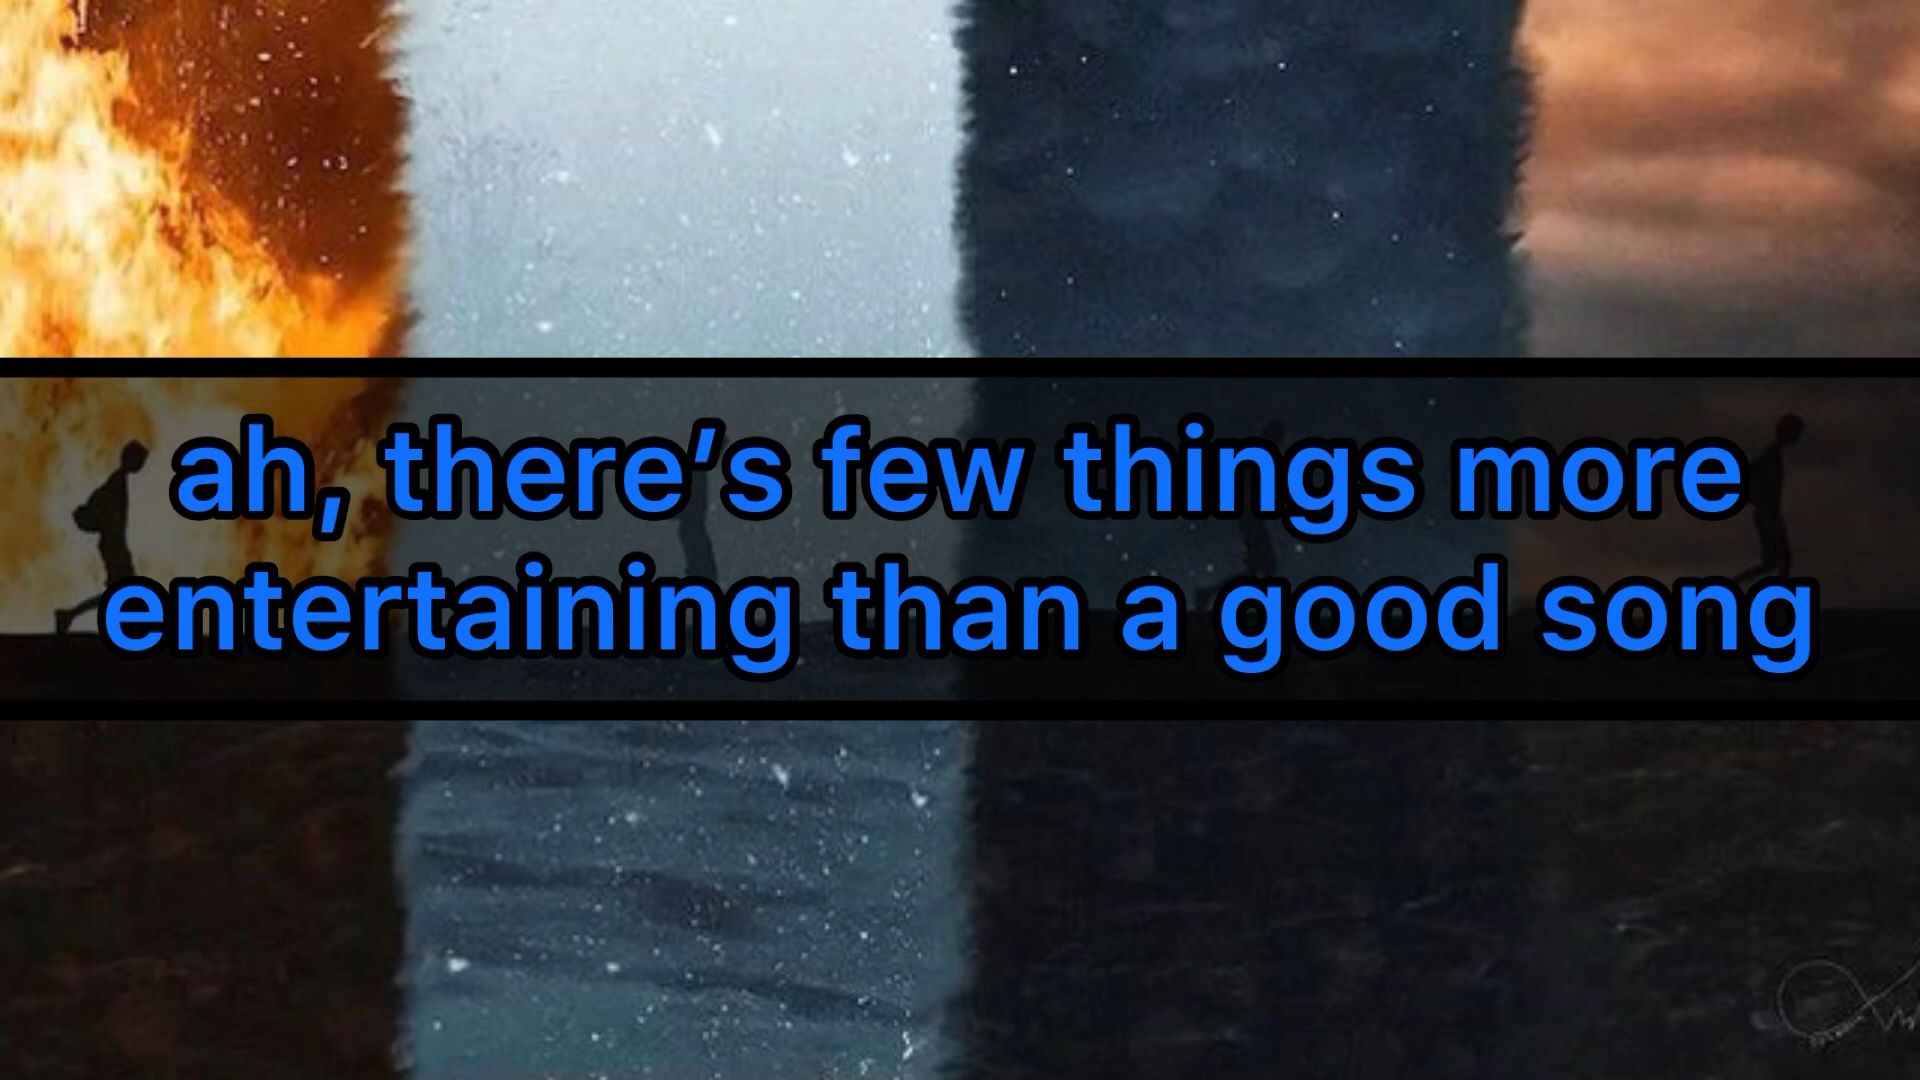 ah, there’s few things more
entertaining than a good song